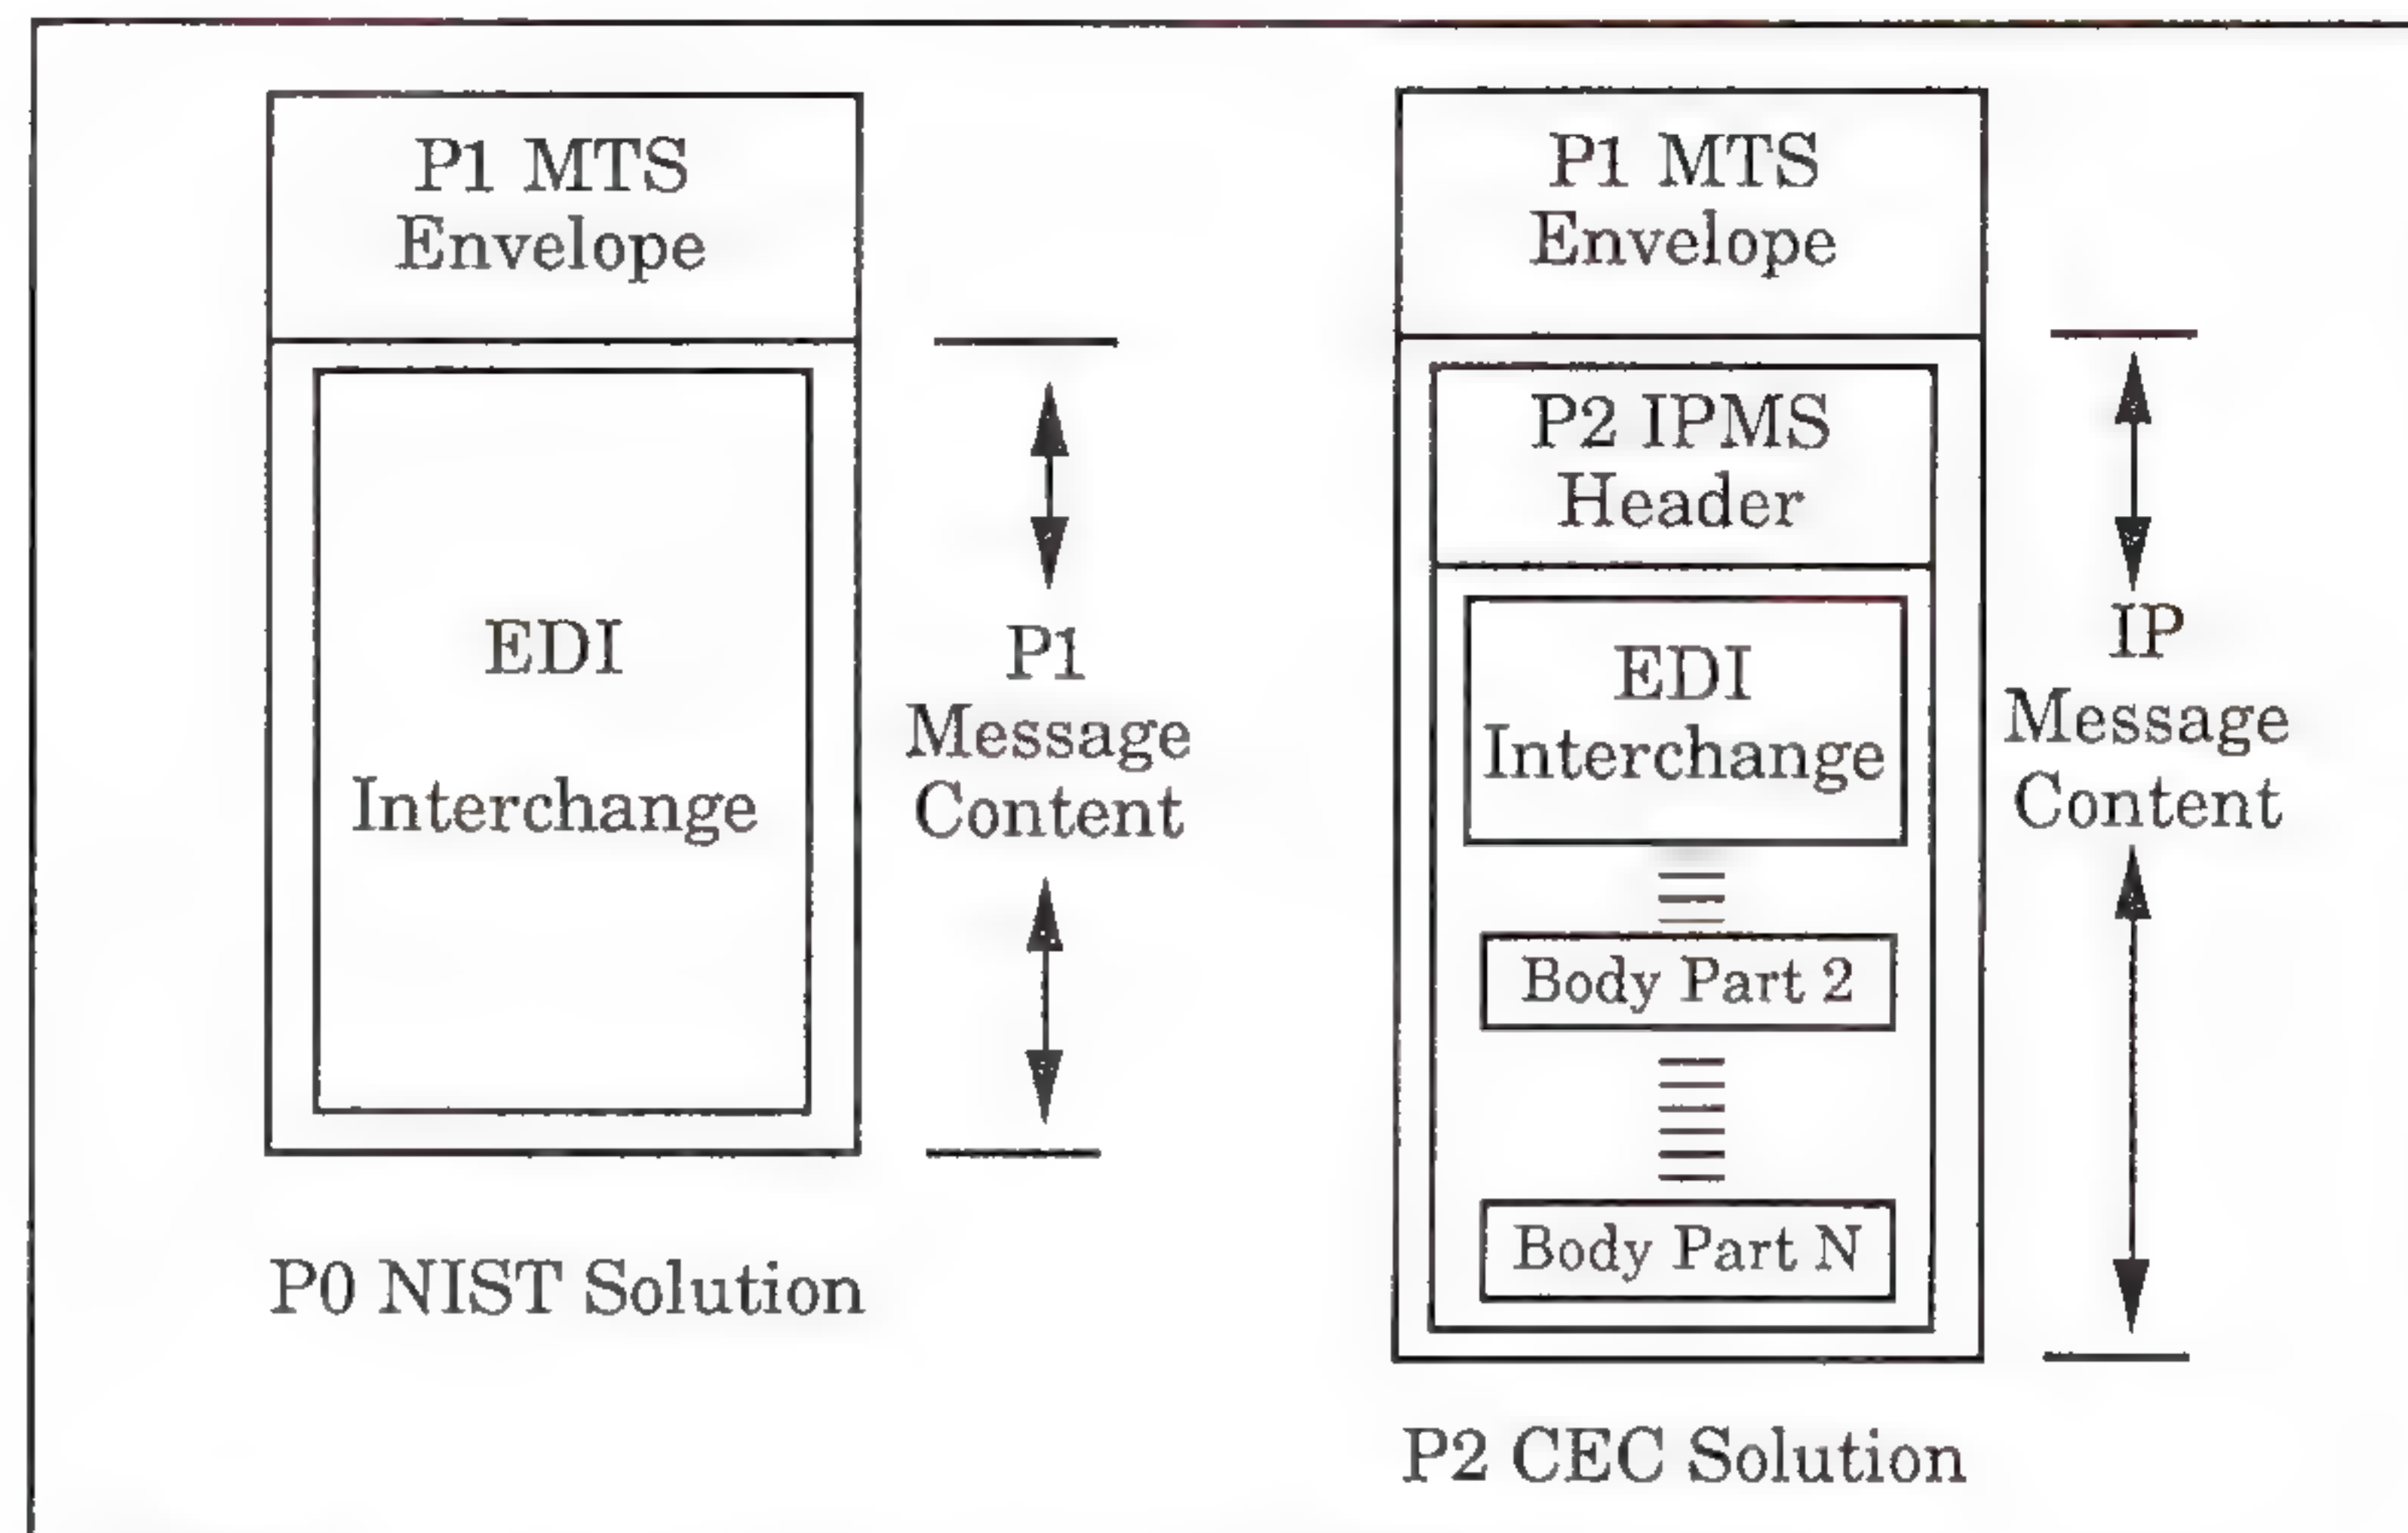 P1 MTS
Envelope
EDI
Interchange
P1
Message
Content
P0 NIST Solution
P1 MTS
Envelope
P2 IPMS
Header
EDI
Interchange
Body Part 2
Body Part N
IP
Message
Content
P2 CEC Solution